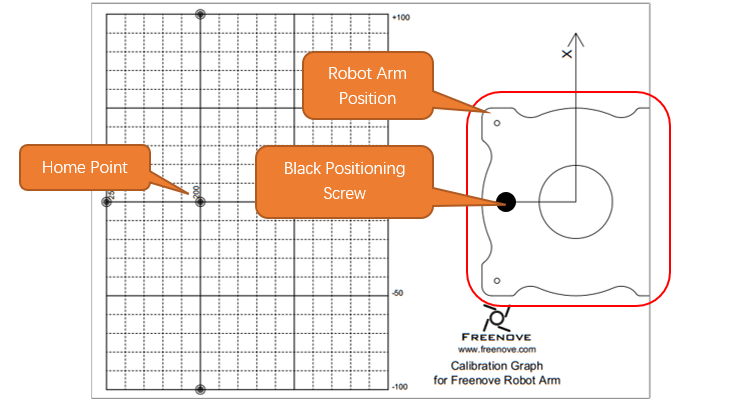 +100
Robot Arm
Position
X
Home Point
Black Positioning
Screw
200
-50
FREENOVE
www.freenove.com
Calibration Graph
for Freenove Robot Arm
-100